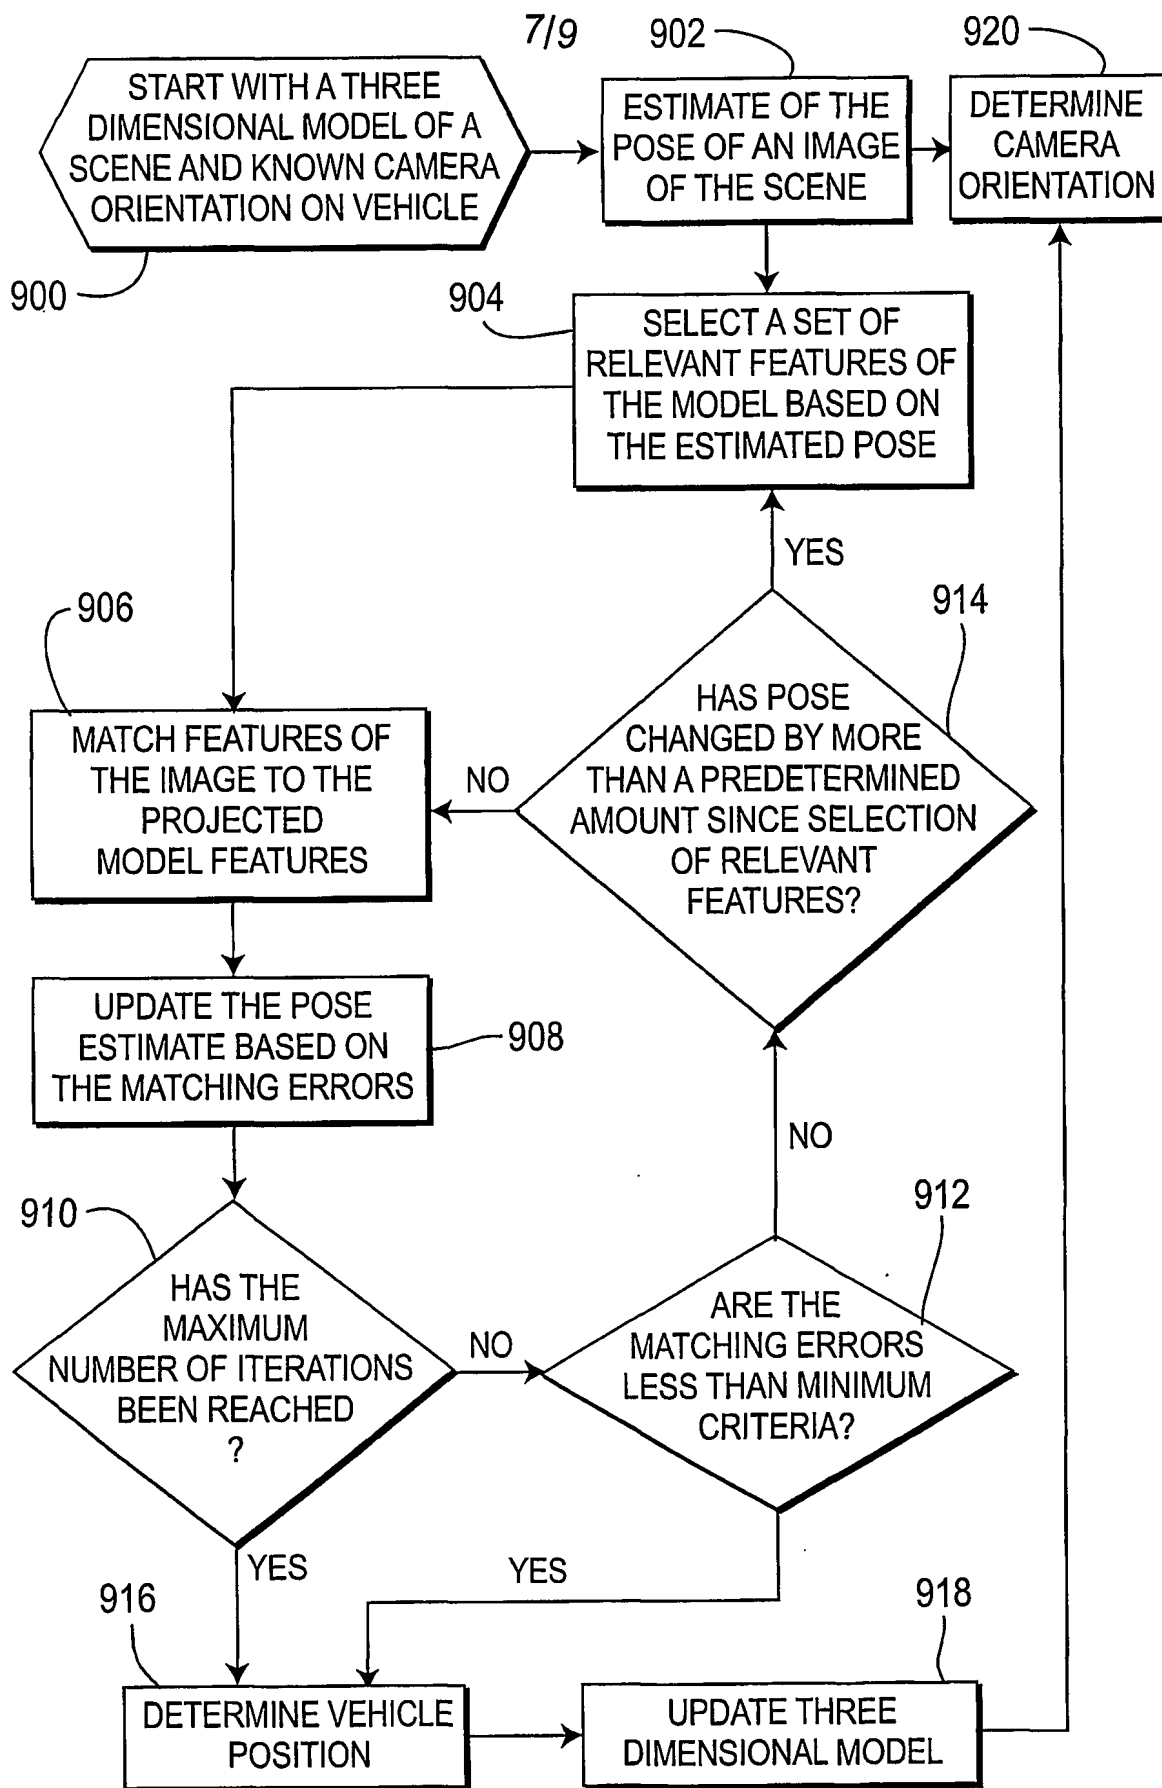 7/9
902
920
START WITH A THREE
DIMENSIONAL MODEL OF A
SCENE AND KNOWN CAMERA
ORIENTATION ON VEHICLE
ESTIMATE OF THE
POSE OF AN IMAGE
OF THE SCENE
DETERMINE
CAMERA
ORIENTATION
900
904
SELECT A SET OF
RELEVANT FEATURES OF
THE MODEL BASED ON
THE ESTIMATED POSE
YES
906
914
MATCH FEATURES OF
THE IMAGE TO THE
PROJECTED
MODEL FEATURES
NO
HAS POSE
CHANGED BY MORE
THAN A PREDETERMINED
AMOUNT SINCE SELECTION
OF RELEVANT
FEATURES?
UPDATE THE POSE
ESTIMATE BASED ON
THE MATCHING ERRORS
908
NO
910
912
HAS THE
MAXIMUM
NUMBER OF ITERATIONS
BEEN REACHED
?
NO
ARE THE
MATCHING ERRORS
LESS THAN MINIMUM
CRITERIA?
YES
YES
916
918
DETERMINE VEHICLE
POSITION
UPDATE THREE
DIMENSIONAL MODEL